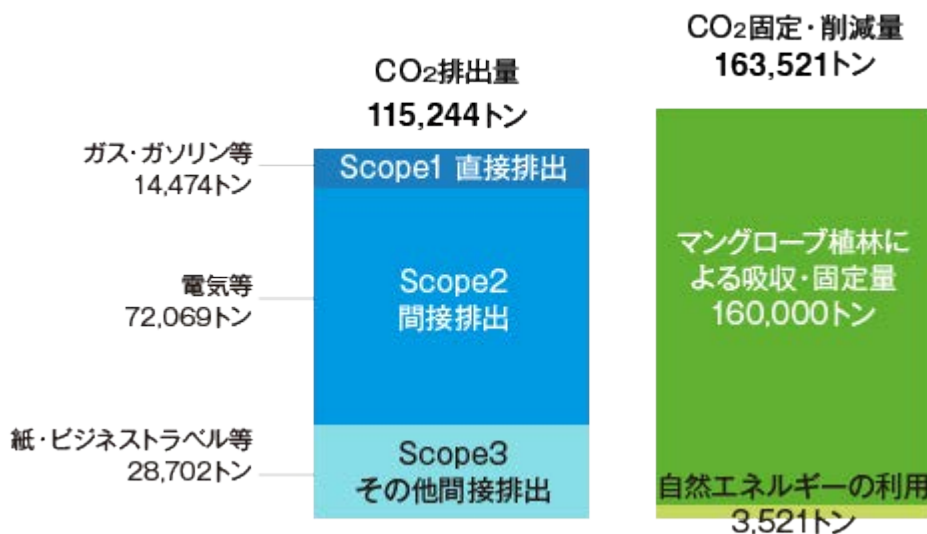 CO2排出量
115,244トン
ガス・ガソリン等
14,474トン
Scope1 直接排出
電気等
72,069トン
Scope2
間接排出
紙・ビジネストラベル等
28,702トン
Scope3
その他間接排出
CO2固定・削減量
163,521トン
マングローブ植林に
よる吸収・固定量
160,000トン
自然エネルギーの利用
3,521トン